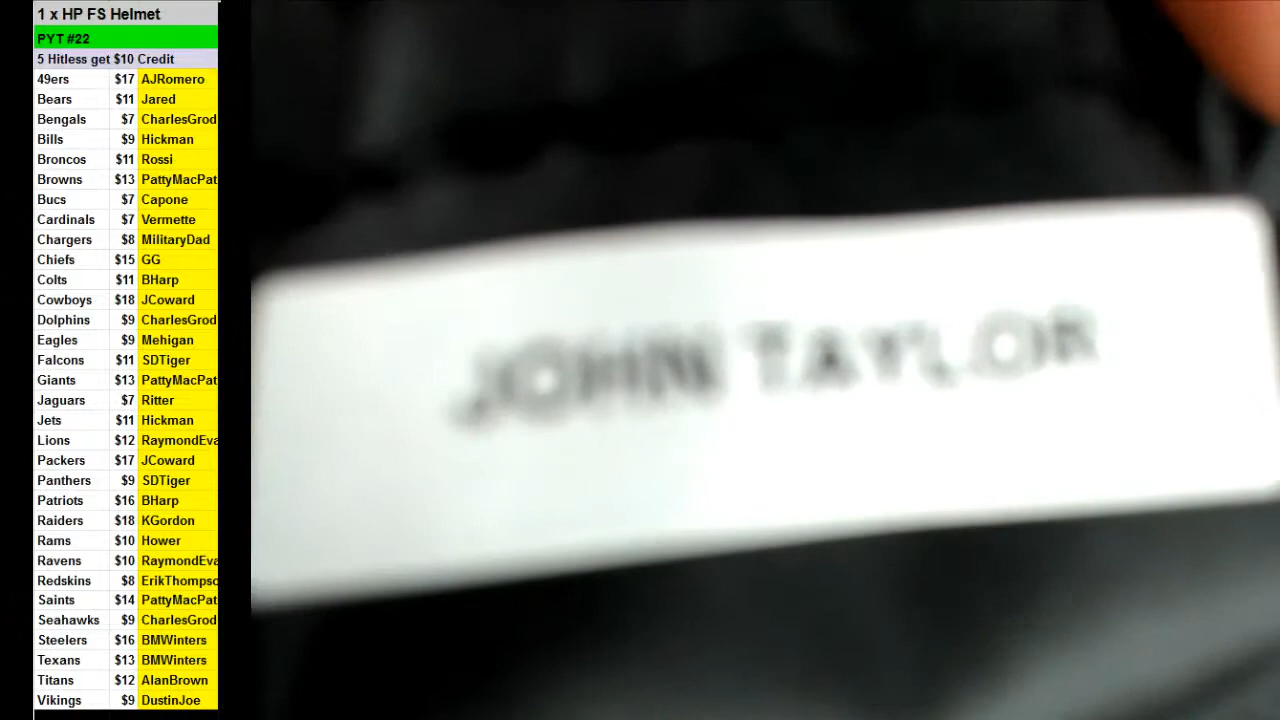 1 x HP FS Helmet
PYT #22
5 Hitless get $10 Credit
49ers $17 AJRomero
Bears $11 Jared
Bengals $7 CharlesGrod
Bills $9 Hickman
Broncos $11 Rossi
Browns $13 PattyMacPat
Bucs $7 Capone
Cardinals $7 Vermette
Chargers $8 MilitaryDad
Chiefs $15 GG
Colts $11 BHarp
Cowboys $18 JCoward
Dolphins $9 CharlesGrod
Eagles $9 Mehigan
Falcons $11 SDTiger
Giants $13 PattyMacPat
Jaguars $7 Ritter
Jets $11 Hickman
Lions $12 RaymondEva
Packers $17 JCoward
Panthers $9 SDTiger
Patriots $16 BHarp
Raiders $18 KGordon
Rams $10 Hower
Ravens $10 RaymondEva
Redskins $8 ErikThompso
Saints $14 PattyMacPat
Seahawks $9 CharlesGrod
Steelers $16 BMWinters
Texans $13 BMWinters
Titans $12 AlanBrown
Vikings $9 DustinJoe
JOHN TAYLOR